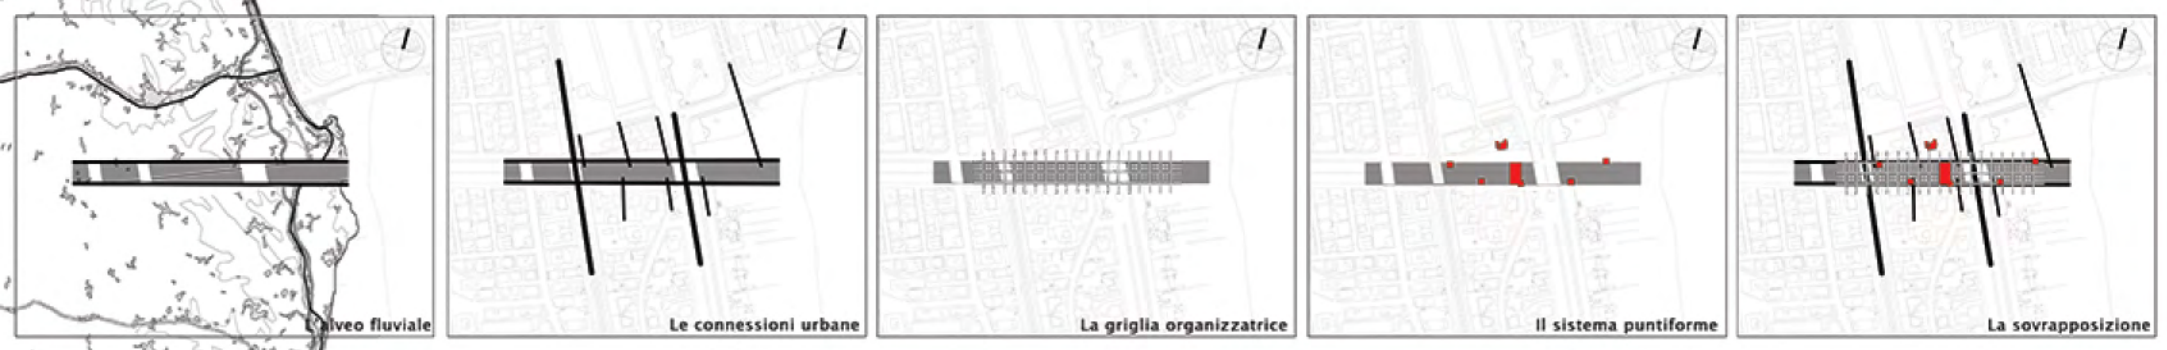 L'alveo fluviale
Le connessioni urbane
La griglia organizzatrice
Il sistema puntiforme
La sovrapposizione